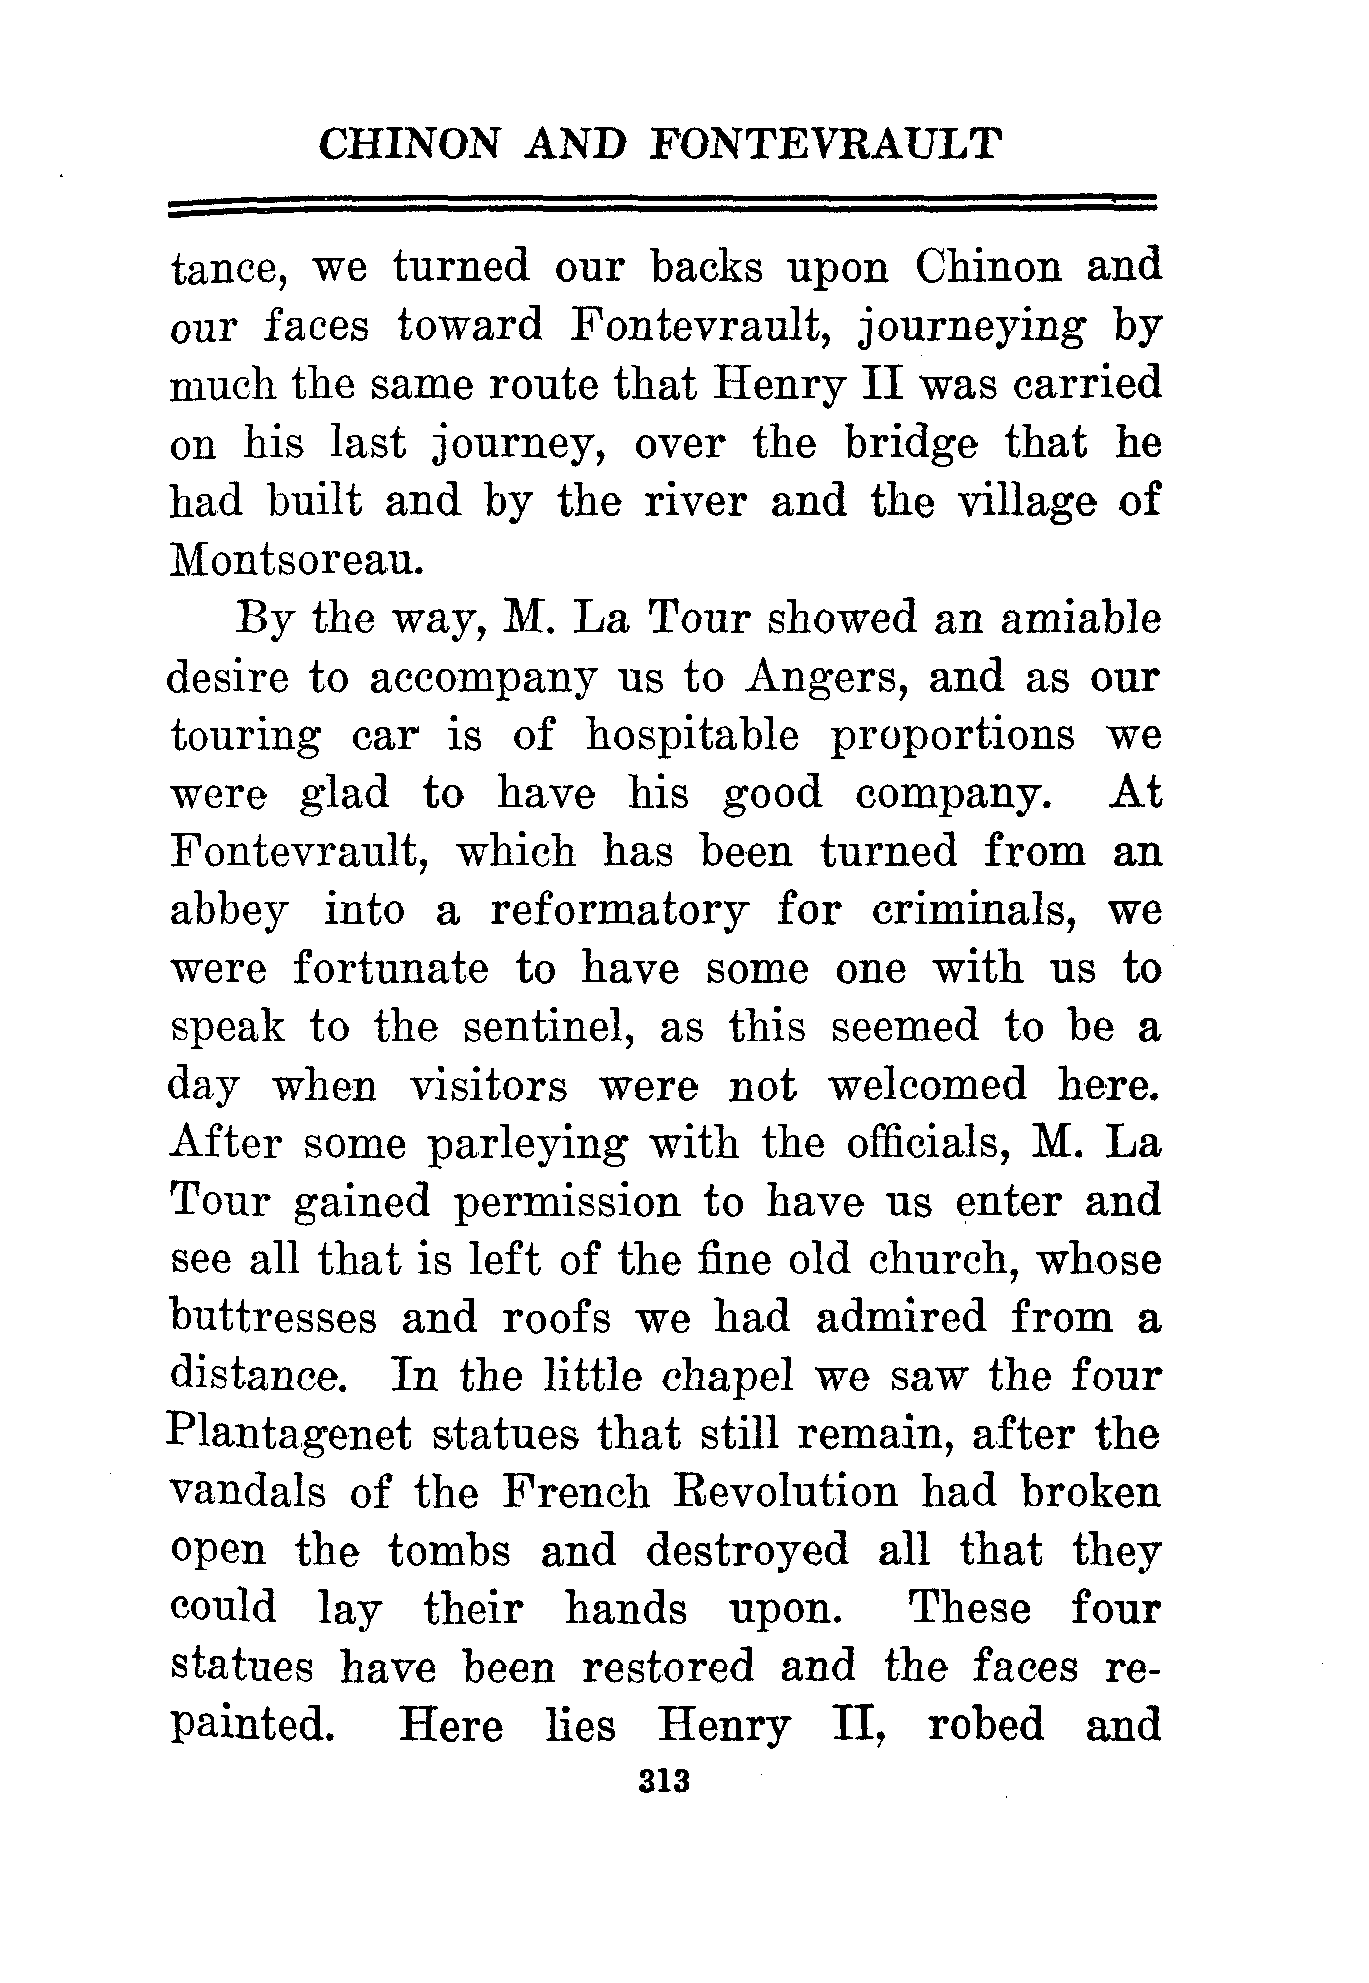 CHINON AND FONTEVRAULT
tance, we turned our backs upon Chinon and
our faces toward Fontevrault, journeying by
much the same route that Henry II was carried
on his last journey, over the bridge that he
had built and by the river and the village of
Montsoreau.
By the way, M. La Tour showed an amiable
desire to accompany us to Angers, and as our
touring car is of hospitable proportions we
were glad to have his good company. At
Fontevrault, which has been turned from an
abbey into a reformatory for criminals, we
were fortunate to have some one with us to
speak to the sentinel, as this seemed to be a
day when visitors were not welcomed here.
After some parleying with the officials, M. La
Tour gained permission to have us enter and
see all that is left of the fine old church, whose
buttresses and roofs we had admired from a
distance. In the little chapel we saw the four
Plantagenet statues that still remain, after the
vandals of the French Revolution had broken
open the tombs and destroyed all that they
could lay their hands upon. These four
statues have been restored and the faces re-
painted. Here lies Henry II, robed and
313